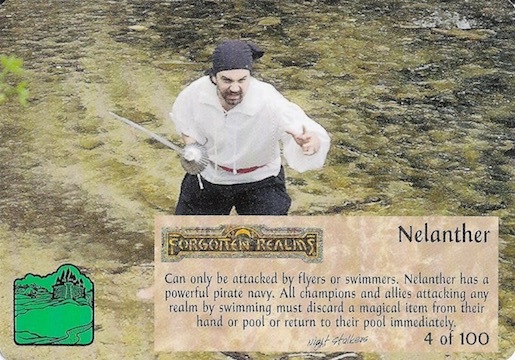 Nelanther
FORGOTTEN REALMS
Can only be attacked by flyers or swimmers. Nelanther has a
powerful pirate navy. All champions and allies attacking any
realm by swimming must discard a magical item from their
hand or pool or return to their pool immediately.
Night Stalkers
4 of 100